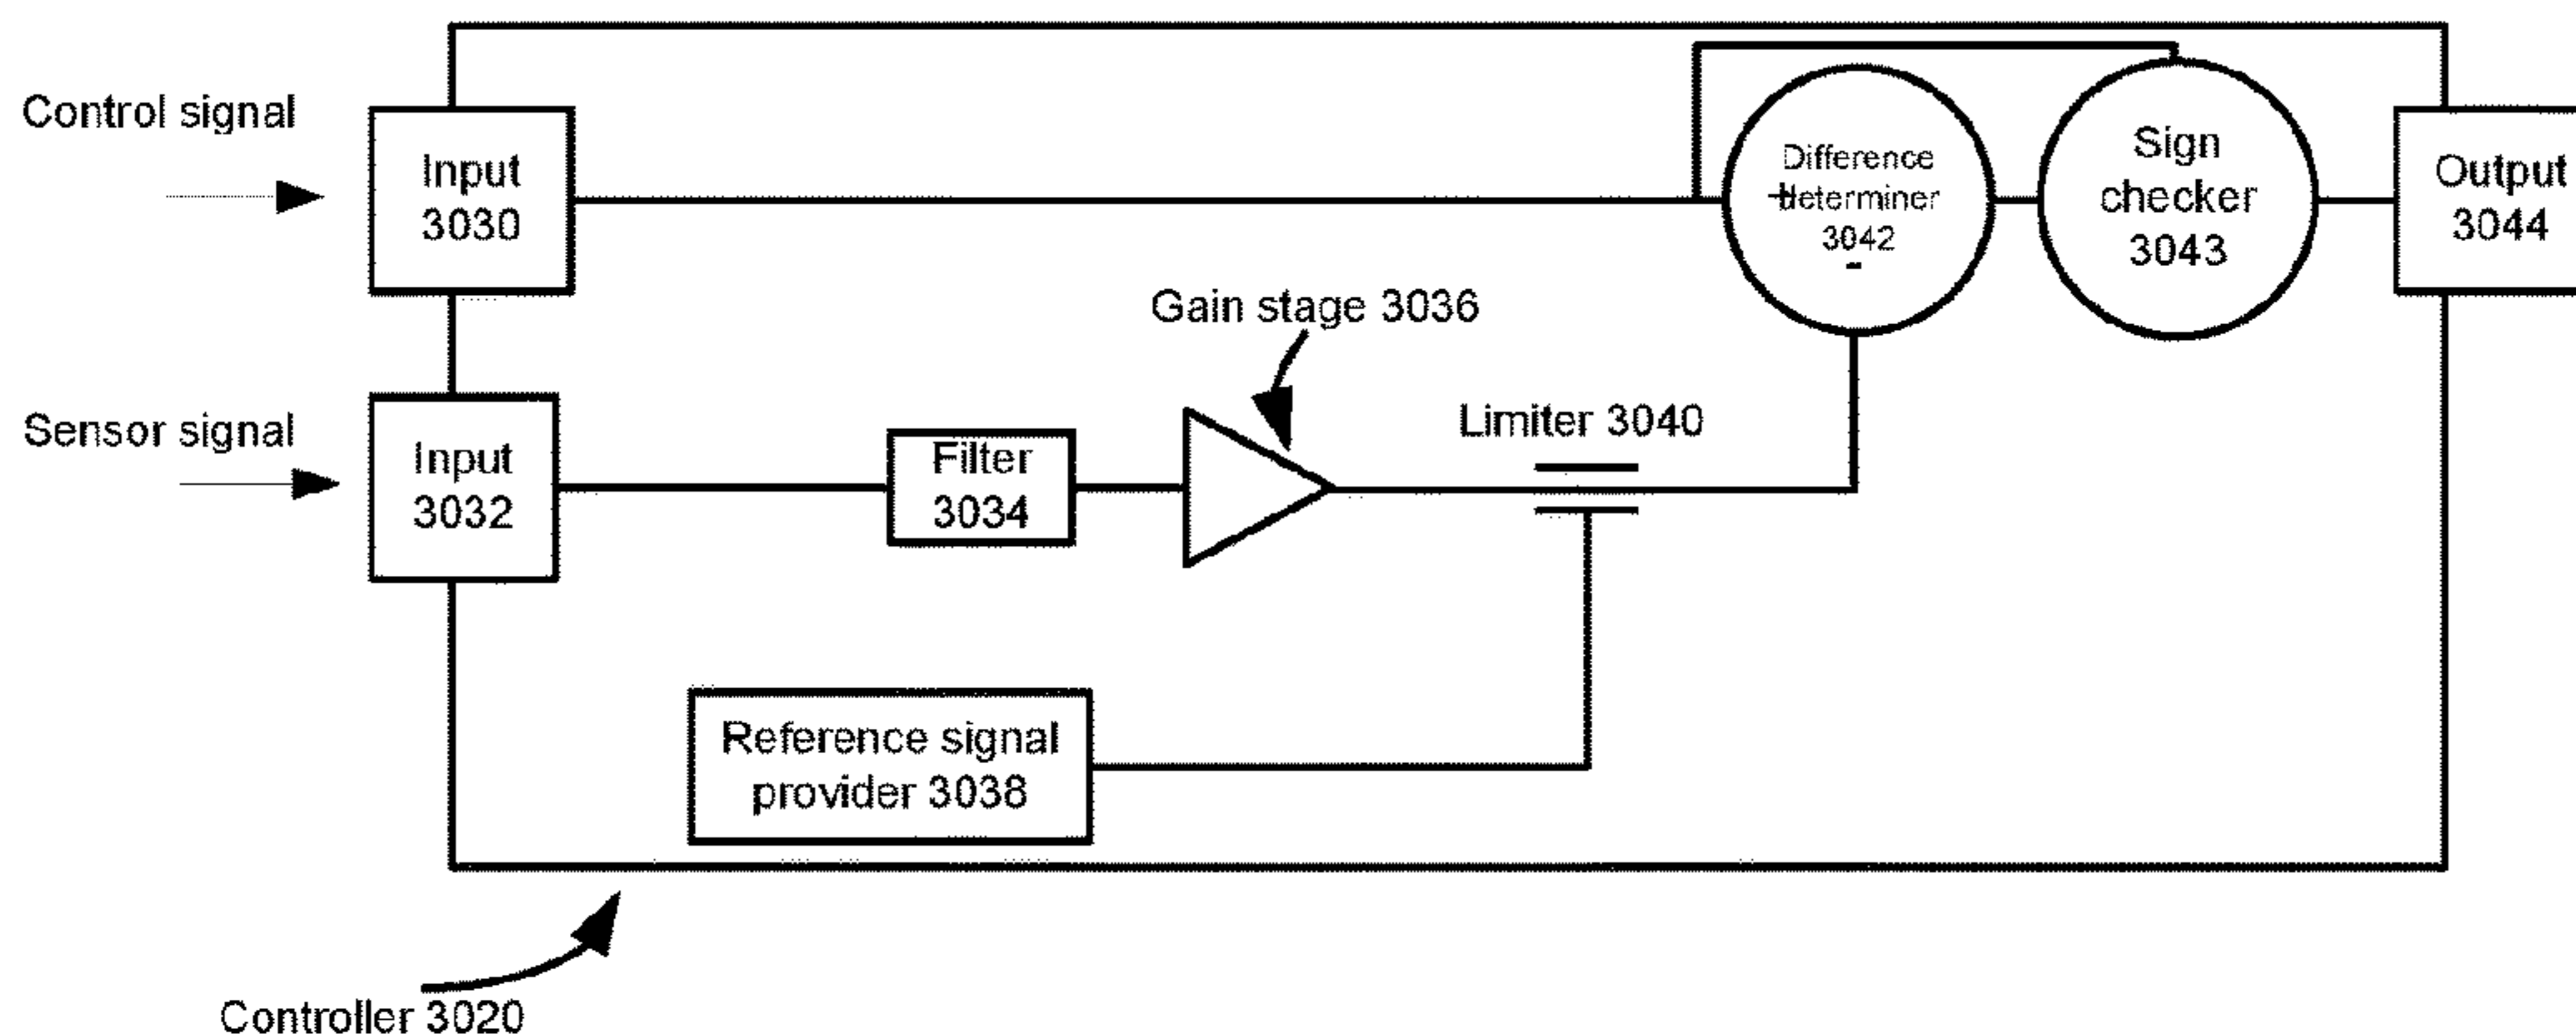 Control signal
Input
3030
Difference
+
determiner
3042
-
Sign
checker
3043
Output
3044
Gain stage 3036
Sensor signal
Input
3032
Filter
3034
Limiter 3040
Reference signal
provider 3038
Controller 3020